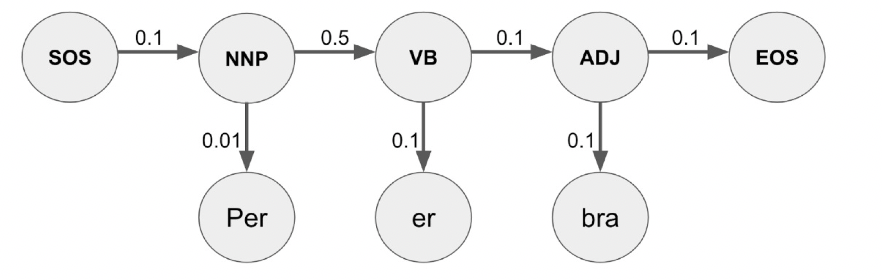 0.1 0.5 0.1 0.1
SOS NNP VB ADJ EOS
0.01 0.1 0.1
Per er bra